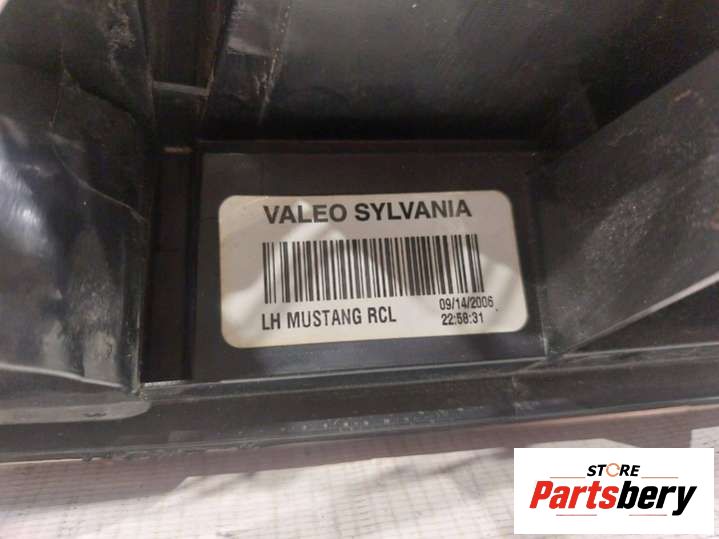 VALEO SYLVANIA
LH MUSTANG RCL
09/14/2006
22:58:31
STORE
Partsbery